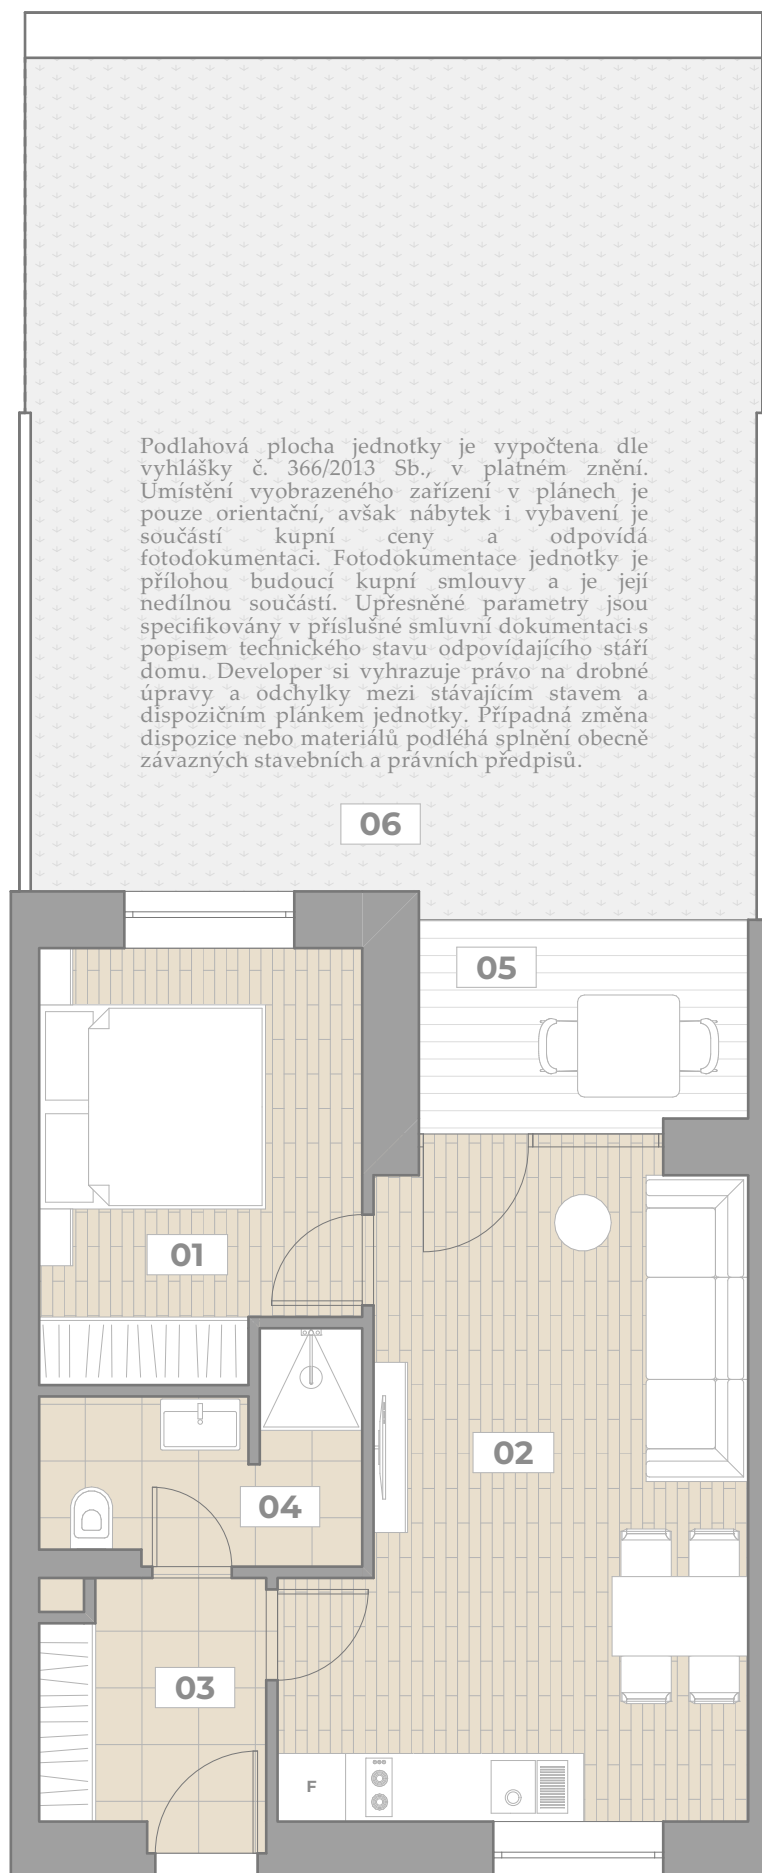 Podlahová plocha jednotky je vypočtena dle
vyhlášky č. 366/2013 Sb., v platném znění.
Umístění vyobrazeného zařízení v plánech je
pouze orientační, avšak nábytek i vybavení je
součástí kupní ceny a odpovídá
fotodokumentaci. Fotodokumentace jednotky je
přílohou budoucí kupní smlouvy a je její
nedílnou součástí. Upřesněné parametry jsou
specifikovány v příslušné smluvní dokumentaci s
popisem technického stavu odpovídajícího stáří
domu. Developer si vyhrazuje právo na drobné
úpravy a odchylky mezi stávajícím stavem a
dispozičním plánkem jednotky. Případná změna
dispozice nebo materiálů podléhá splnění obecně
závazných stavebních a právních předpisů.
06
05
01
02
04
03
F